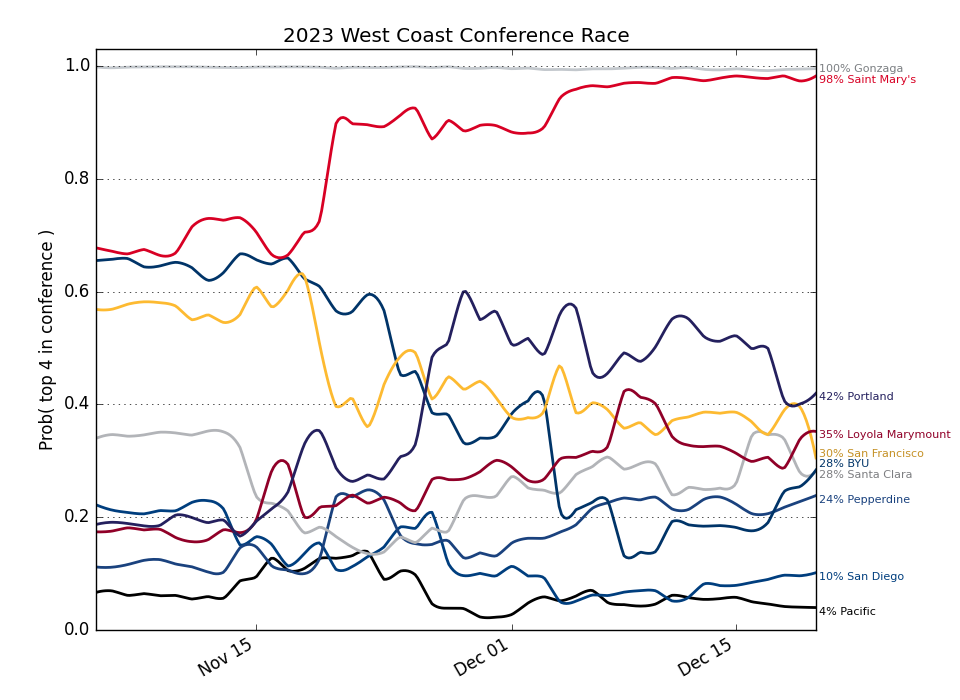 2023 West Coast Conference Race
Prob( top 4 in conference )
1.0
0.8
0.6
0.4
0.2
0.0
Nov 15
Dec 01
Dec 15
100% Gonzaga
98% Saint Mary's
42% Portland
35% Loyola Marymount
30% San Francisco
28% BYU
28% Santa Clara
24% Pepperdine
10% San Diego
4% Pacific